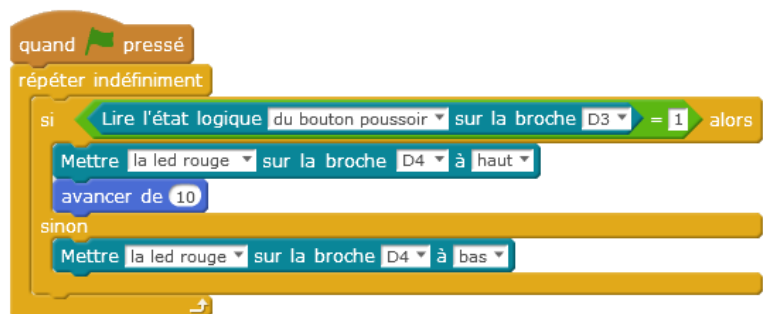 quand pressé
répéter indéfiniment
si Lire l'état logique du bouton poussoir sur la broche D3 = 1 alors
Mettre la led rouge sur la broche D4 à haut
avancer de 10
sinon
Mettre la led rouge sur la broche D4 à bas